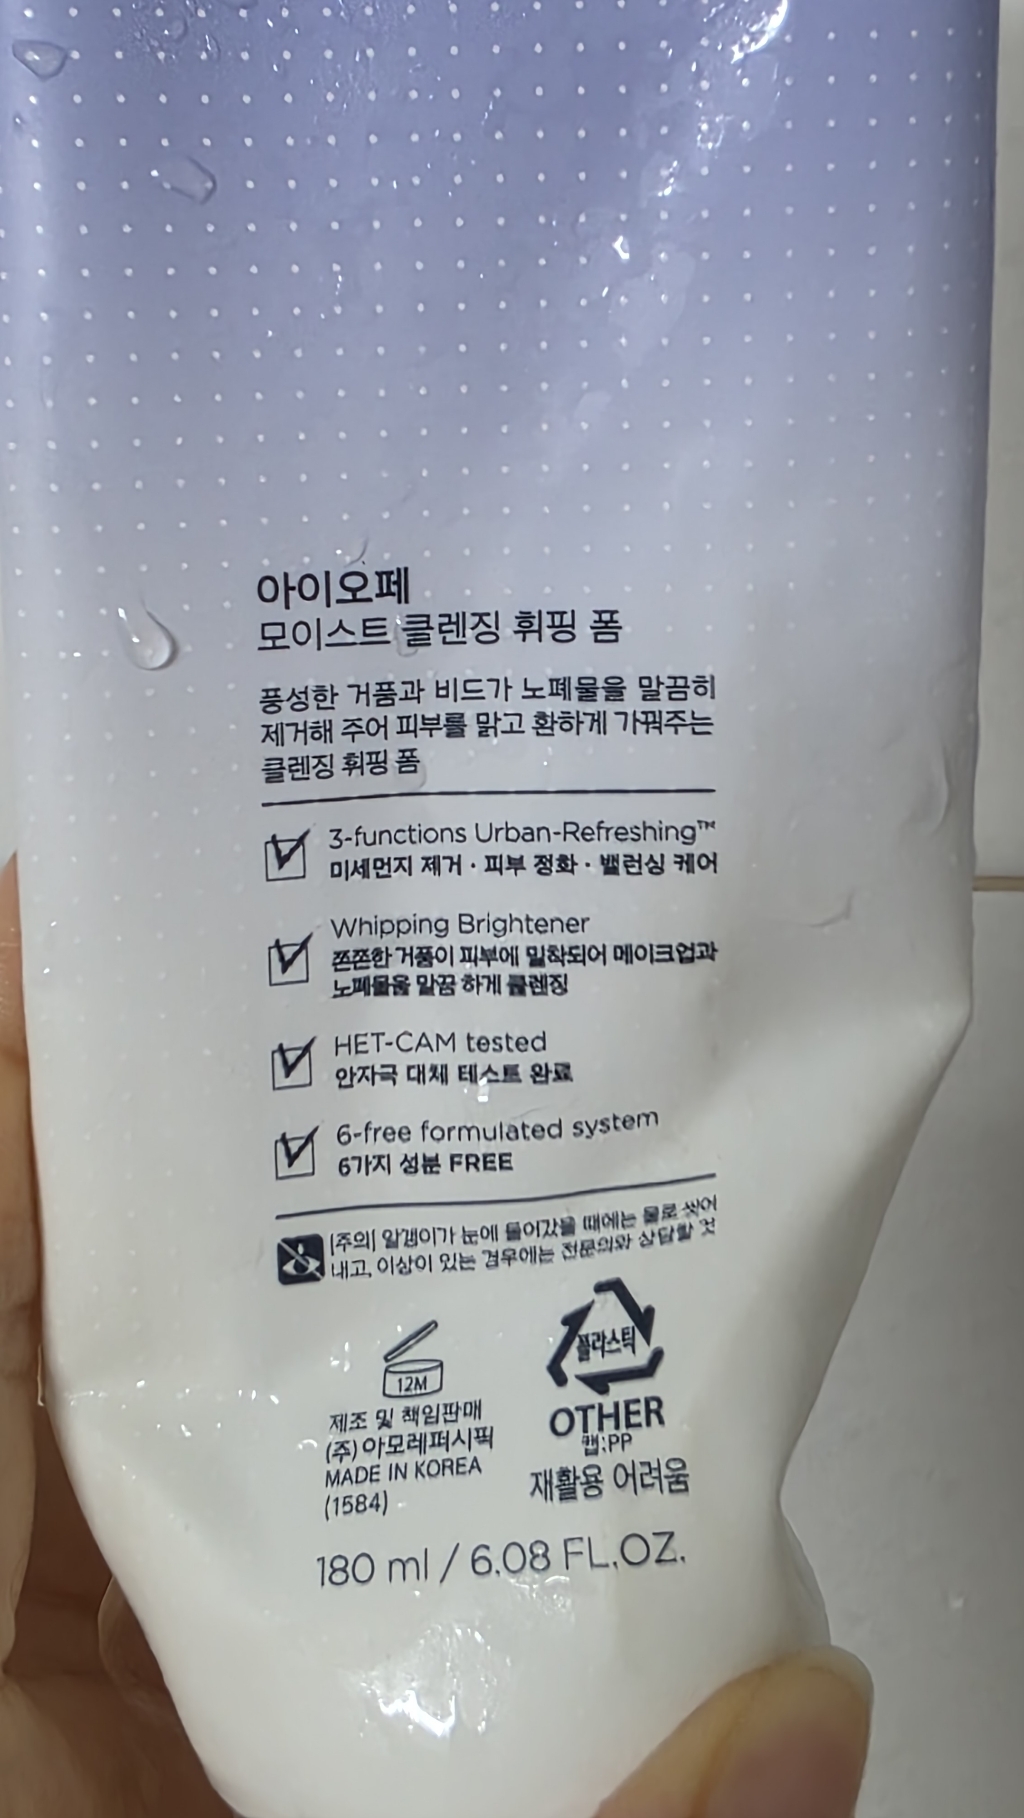 아이오페
모이스트 클렌징 휘핑 폼
풍성한 거품과 비드가 노폐물을 말끔히
제거해 주어 피부를 맑고 환하게 가꿔주는
클렌징 휘핑 폼
3-functions Urban-Refreshing™
미세먼지 제거 · 피부 정화 · 밸런싱 케어
Whipping Brightener
쫀쫀한 거품이 피부에 밀착되어 메이크업과
노폐물을 말끔 하게 클렌징
HET-CAM tested
안자극 대체 테스트 완료
6-free formulated system
6가지 성분 FREE
[주의] 알갱이가 눈에 들어갔을 때에는 물로 씻어
내고, 이상이 있는 경우에는 전문의와 상담할 것
12M
제조 및 책임판매
(주)아모레퍼시픽
MADE IN KOREA
(1584)
플라스틱
OTHER
캡:PP
재활용 어려움
180 ml / 6.08 FL.OZ.